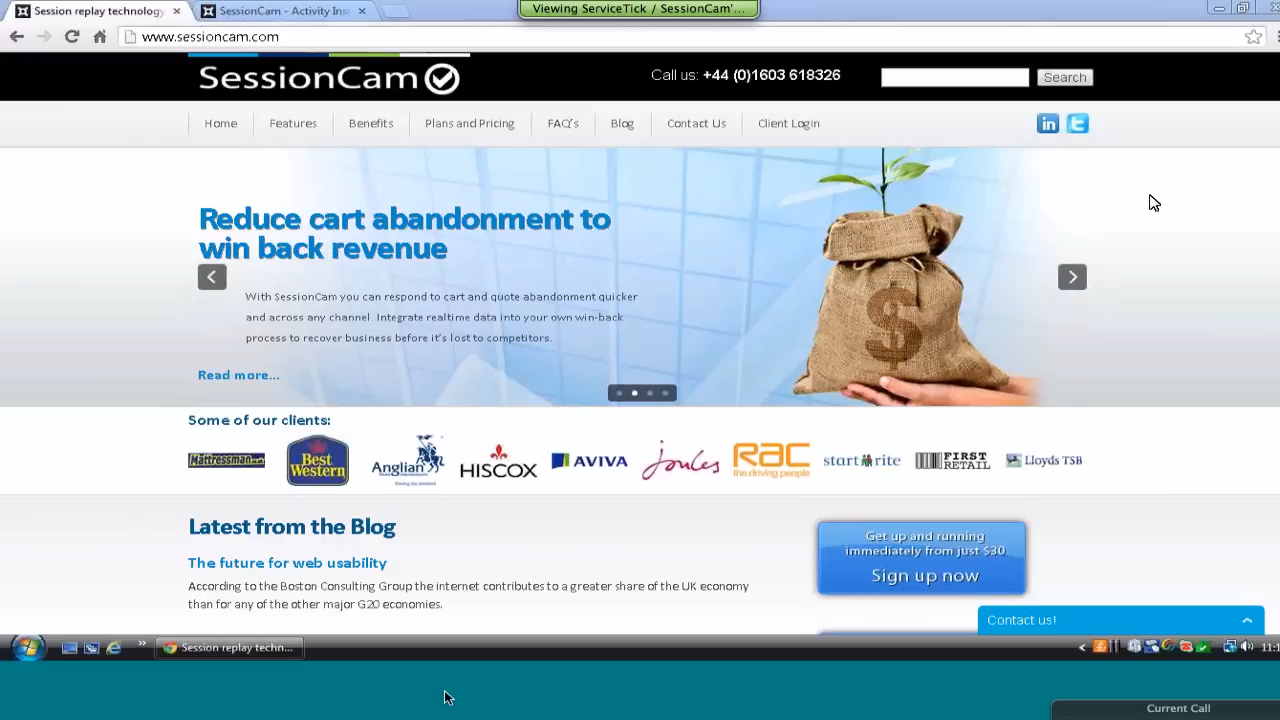 Session replay technology
SessionCam - Activity Ins
Viewing ServiceTick / SessionCam'...
www.sessioncam.com
SessionCam
Call us: +44 (0)1603 618326
Search
Home
Features
Benefits
Plans and Pricing
FAQ's
Blog
Contact Us
Client Login
in
Reduce cart abandonment to
win back revenue
With SessionCam you can respond to cart and quote abandonment quicker
and across any channel. Integrate realtime data into your own win-back
process to recover business before it's lost to competitors.
Read more...
$
Some of our clients:
Mattressman
Best
Western
Anglian
HISCOX
AVIVA
Joules
RAC
the driving people
start rite
FIRST
RETAIL
Lloyds TSB
Latest from the Blog
The future for web usability
According to the Boston Consulting Group the internet contributes to a greater share of the UK economy
than for any of the other major G20 economies.
Get up and running
immediately from just $30
Sign up now
Contact us!
Session replay techn...
11:1
Current Call